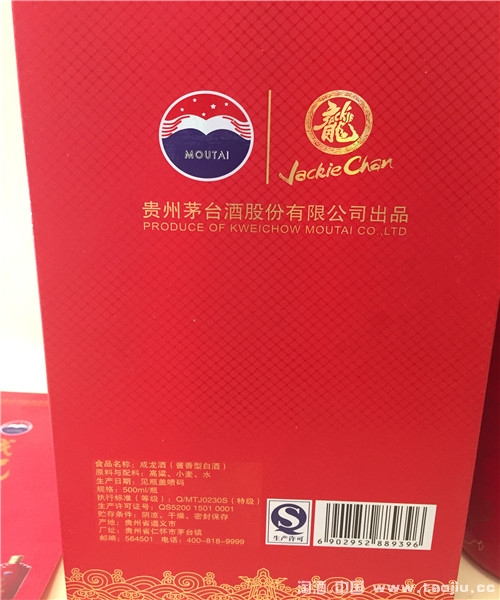 MOUTAI
龍
Jackie Chan
贵州茅台酒股份有限公司出品
PRODUCE OF KWEICHOW MOUTAI CO.,LTD
食品名称：成龙酒（酱香型白酒）
原料与配料：高粱、小麦、水
生产日期：见瓶盖喷码
规格：500ml/瓶
执行标准（等级）：Q/MTJ0230S（特级）
生产许可证号：QS5200 1501 0001
贮存条件：阴凉、干燥、密封保存
产地：贵州省遵义市
厂址：贵州省仁怀市茅台镇
邮编：564501 电话：400-818-9999
生产许可
6 902952 889396
淘酒.中国 www.taojiu.cc